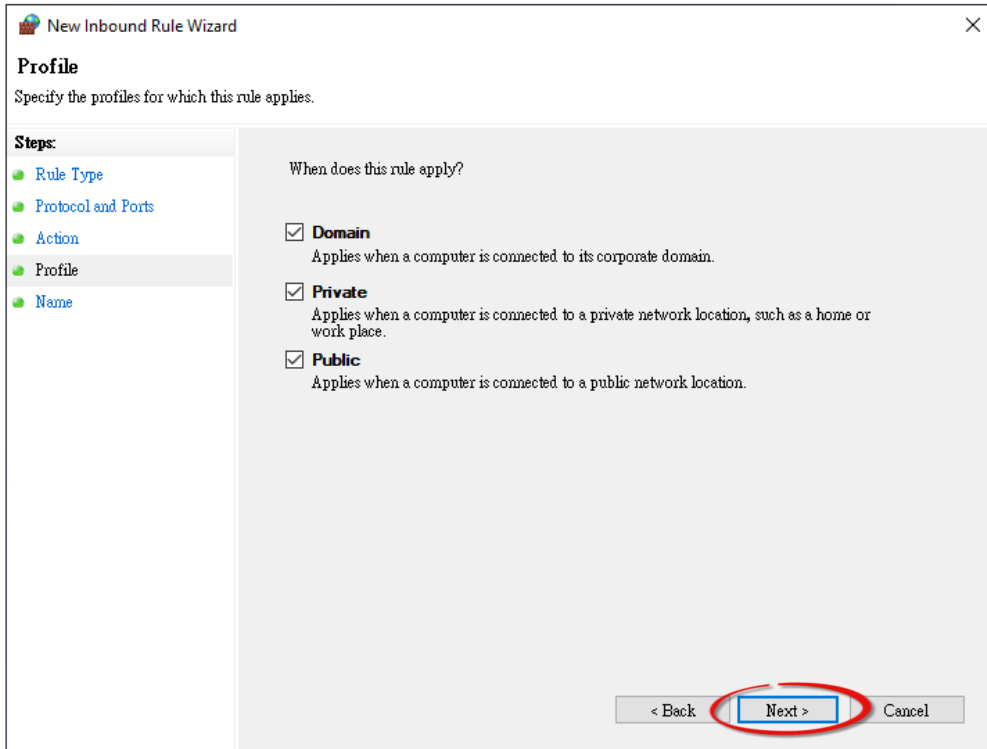 New Inbound Rule Wizard
Profile
Specify the profiles for which this rule applies.
Steps:
Rule Type
Protocol and Ports
Action
Profile
Name
When does this rule apply?
Domain
Applies when a computer is connected to its corporate domain.
Private
Applies when a computer is connected to a private network location, such as a home or
work place.
Public
Applies when a computer is connected to a public network location.
< Back
Next >
Cancel